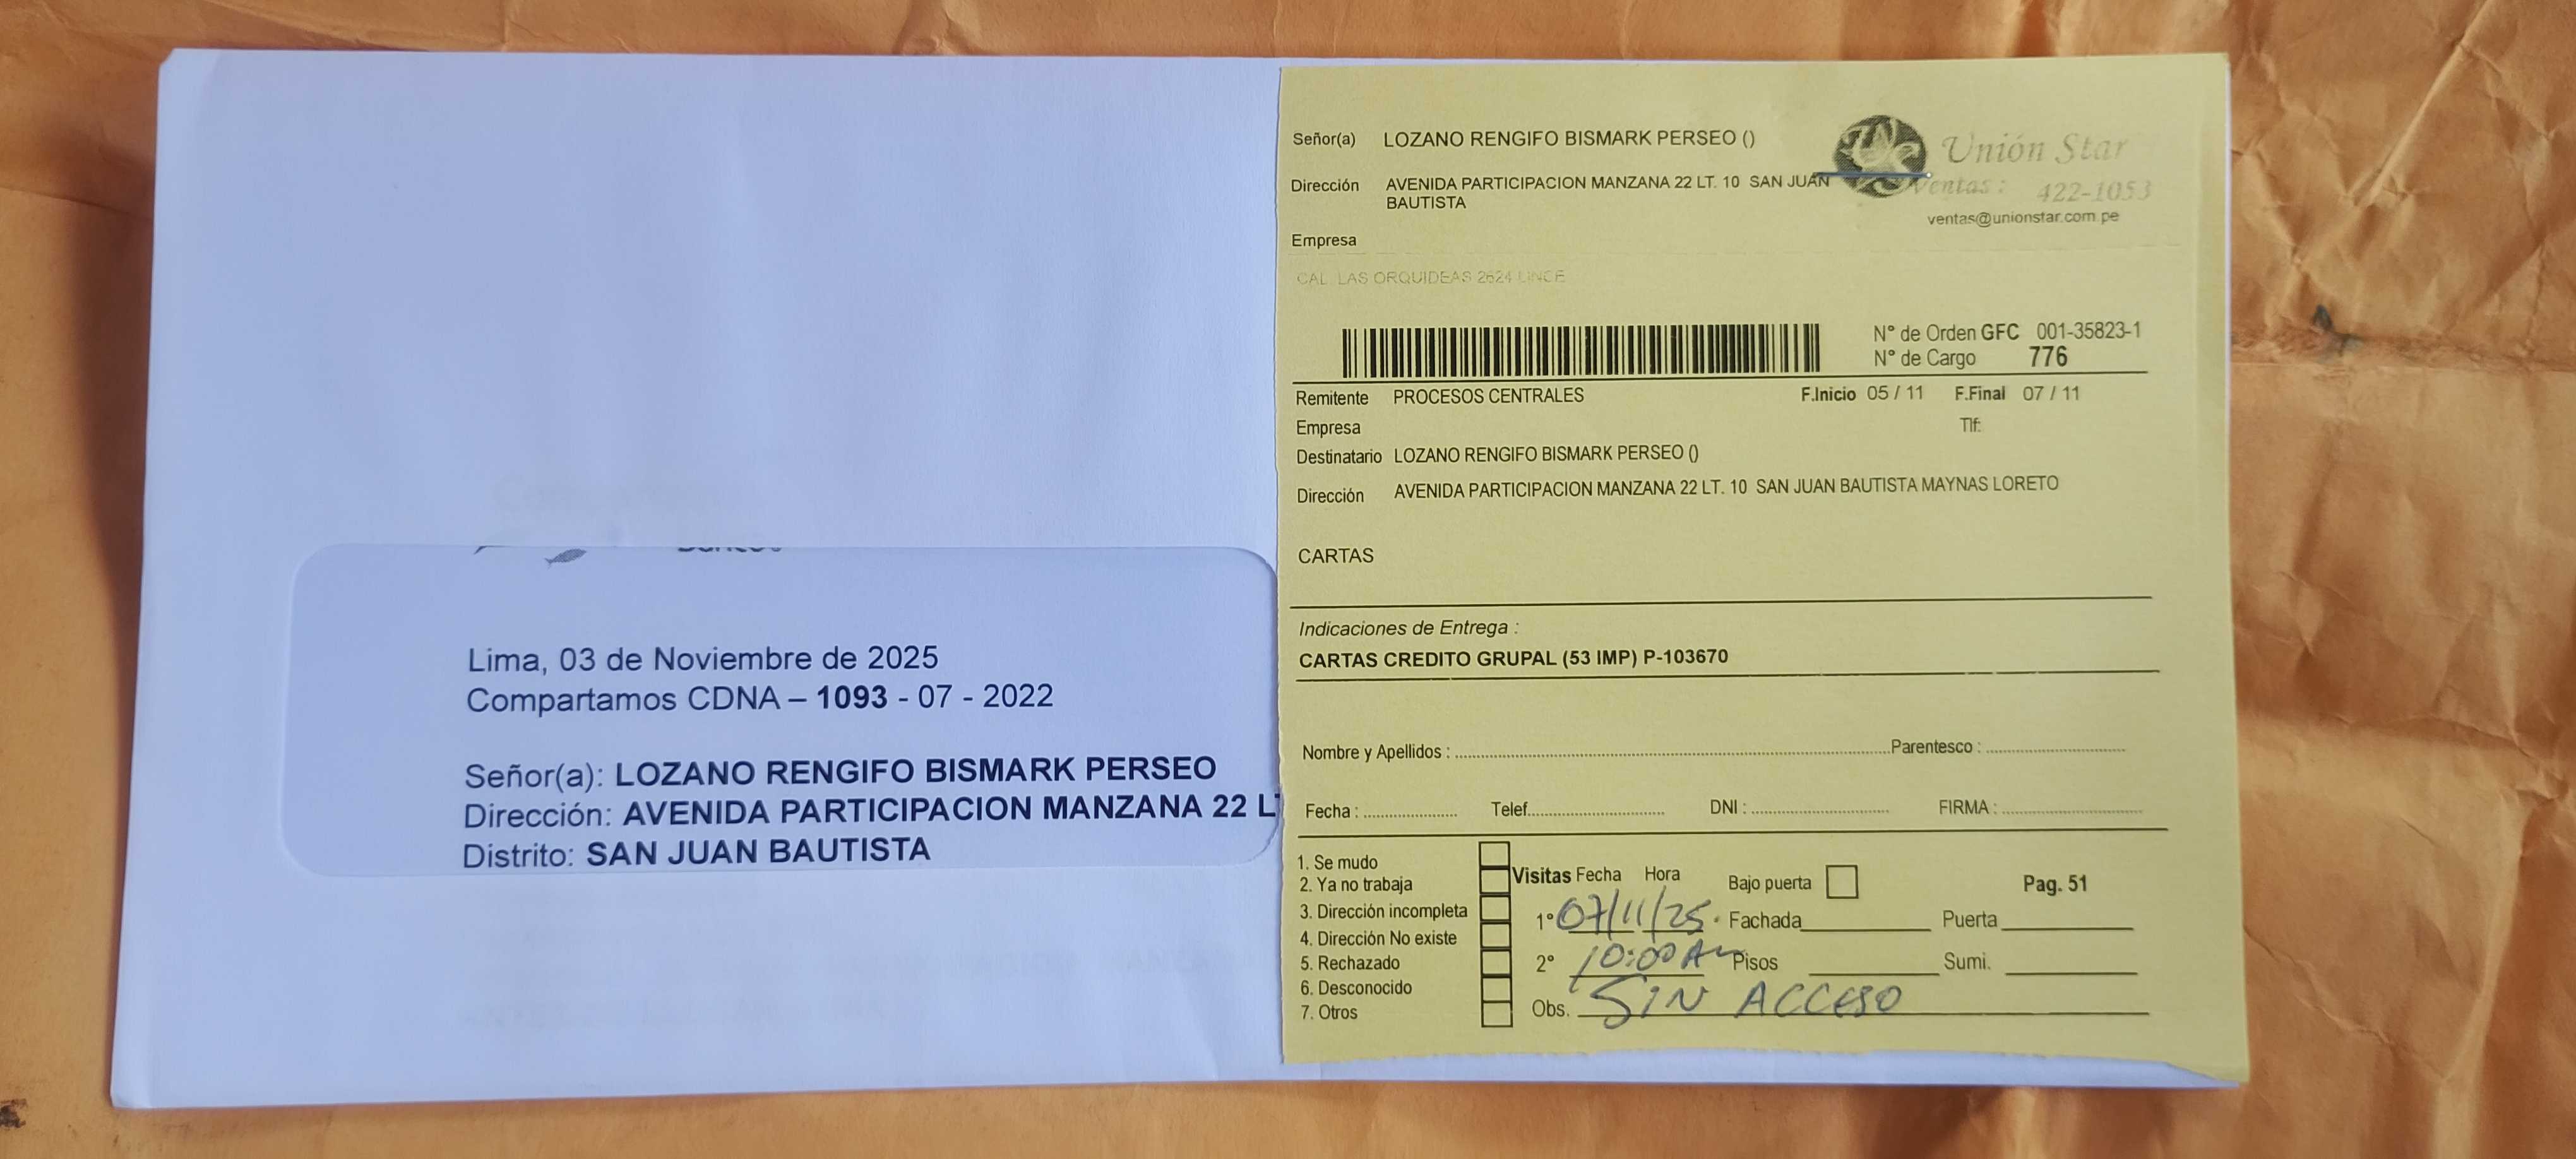 Lima, 03 de Noviembre de 2025
Compartamos CDNA – 1093 - 07 - 2022
Señor(a): LOZANO RENGIFO BISMARK PERSEO
Dirección: AVENIDA PARTICIPACION MANZANA 22 LT
Distrito: SAN JUAN BAUTISTA
Señor(a) LOZANO RENGIFO BISMARK PERSEO ()
Unión Star
Dirección AVENIDA PARTICIPACION MANZANA 22 LT. 10 SAN JUAN
BAUTISTA
Ventas : 422-1053
ventas@unionstar.com.pe
Empresa
CAL. LAS ORQUIDEAS 2624 LINCE
N° de Orden GFC 001-35823-1
N° de Cargo 776
Remitente PROCESOS CENTRALES F.Inicio 05 / 11 F.Final 07 / 11
Empresa Tlf:
Destinatario LOZANO RENGIFO BISMARK PERSEO ()
Dirección AVENIDA PARTICIPACION MANZANA 22 LT. 10 SAN JUAN BAUTISTA MAYNAS LORETO
CARTAS
Indicaciones de Entrega :
CARTAS CREDITO GRUPAL (53 IMP) P-103670
Nombre y Apellidos : Parentesco :
Fecha : Telef. DNI : FIRMA :
1. Se mudo
2. Ya no trabaja
3. Dirección incompleta
4. Dirección No existe
5. Rechazado
6. Desconocido
7. Otros
Visitas Fecha Hora Bajo puerta Pag. 51
1° 07/11/25. Fachada Puerta
2° 10:00 AM Pisos Sumi.
Obs. SIN ACCESO